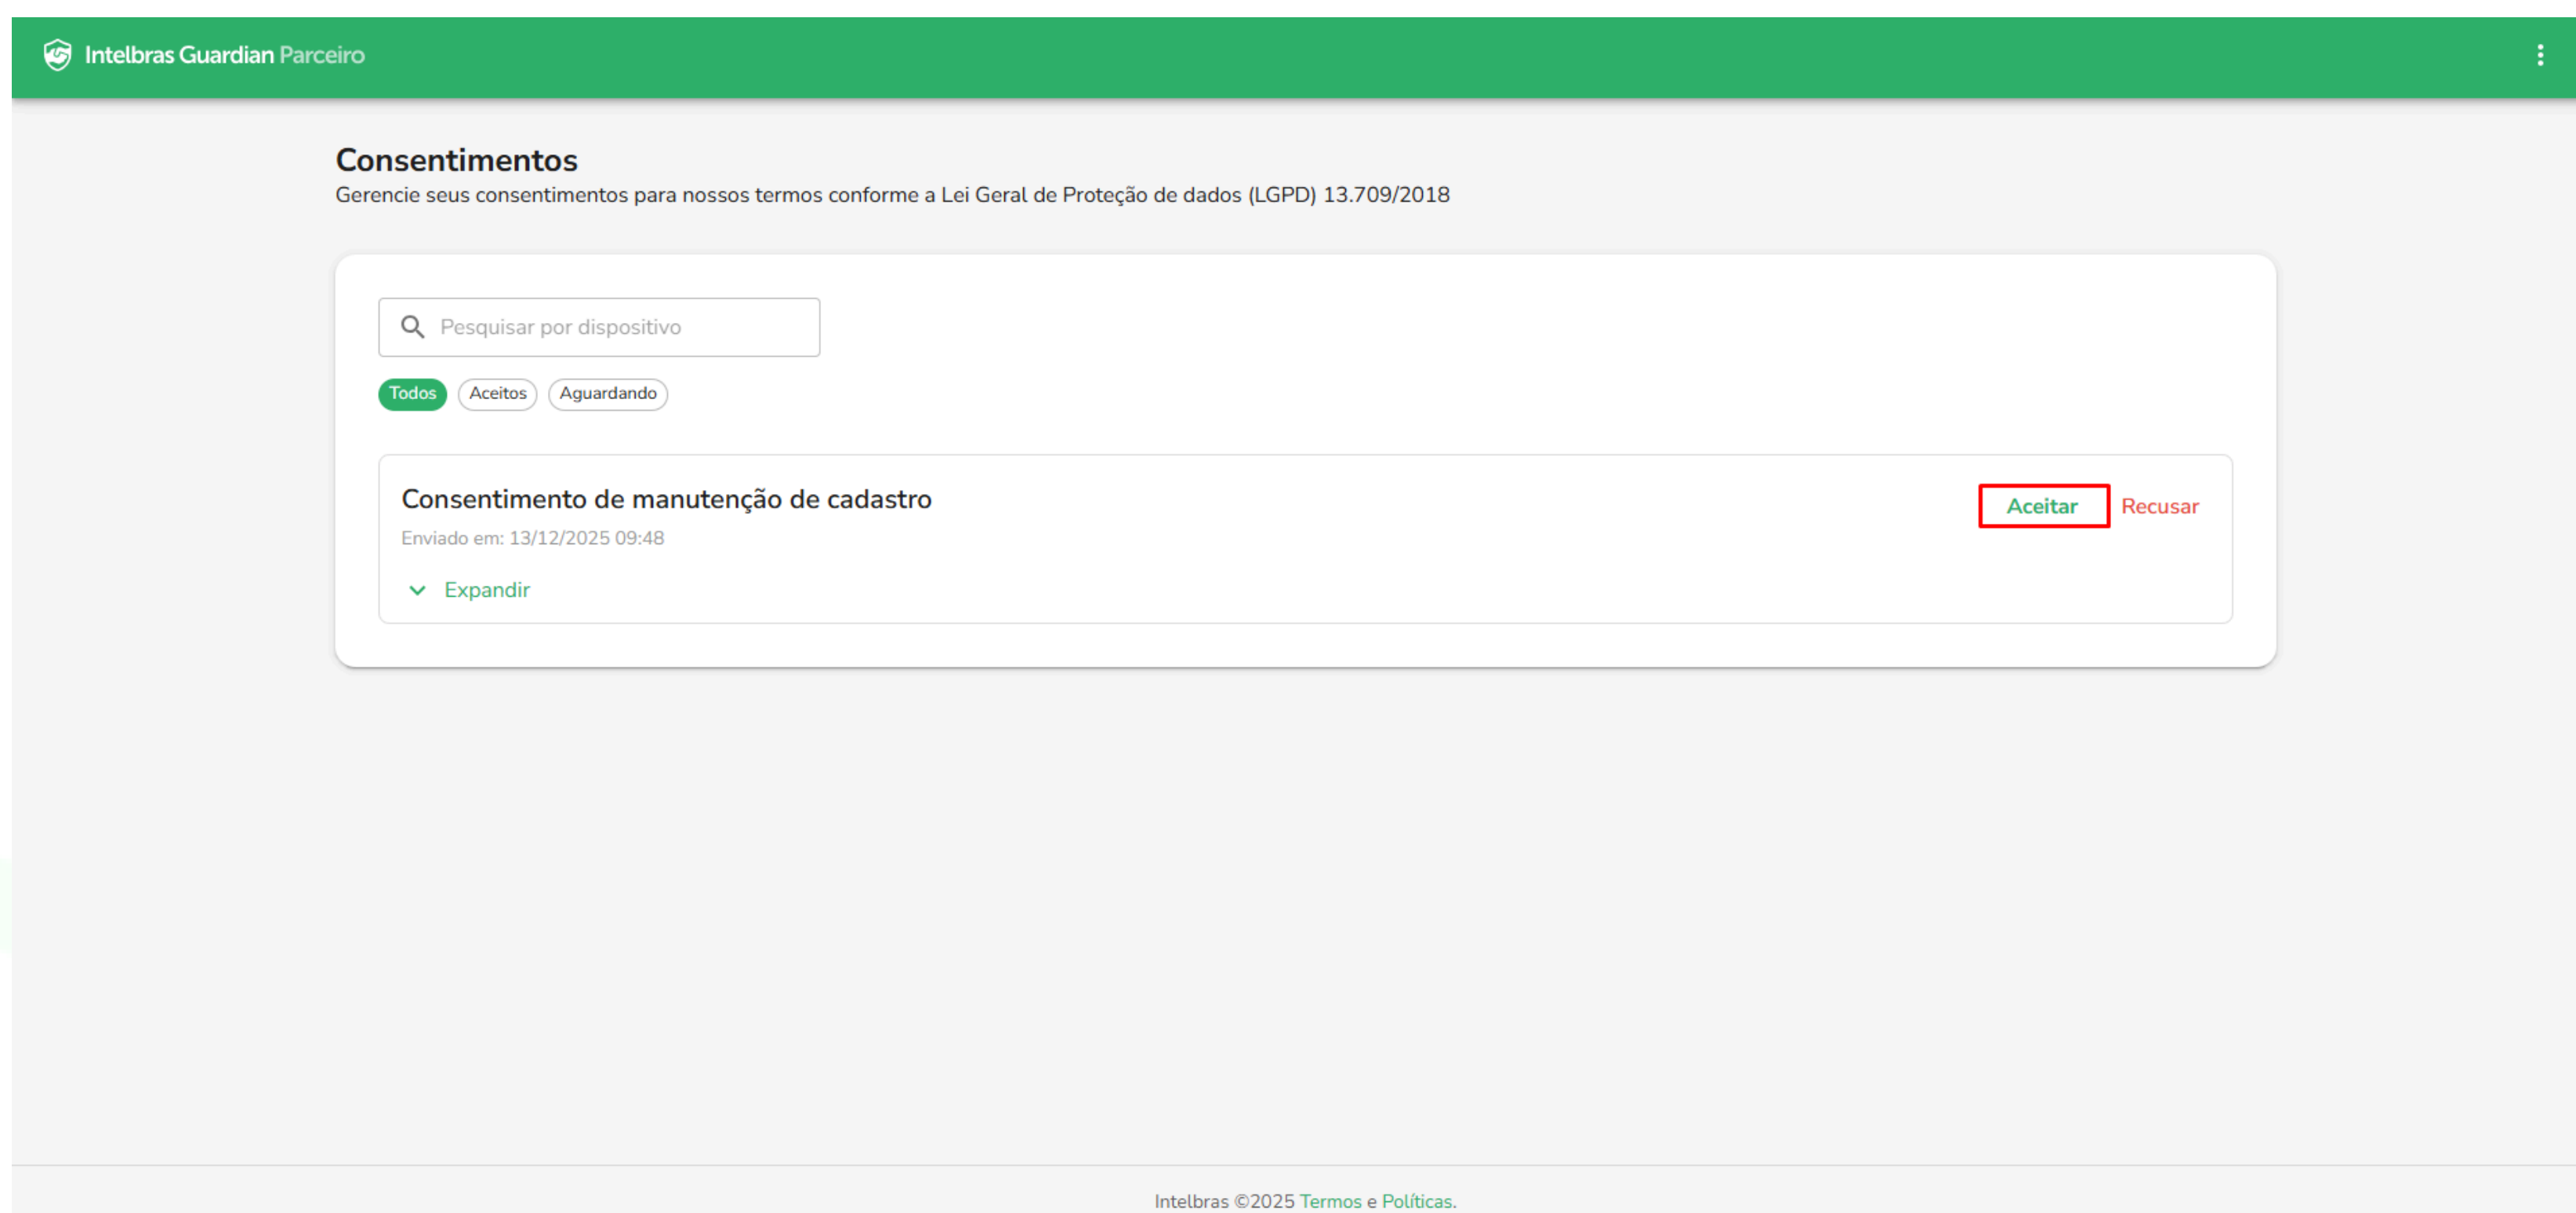 Intelbras Guardian Parceiro
Consentimentos
Gerencie seus consentimentos para nossos termos conforme a Lei Geral de Proteção de dados (LGPD) 13.709/2018
Pesquisar por dispositivo
Todos Aceitos Aguardando
Consentimento de manutenção de cadastro
Aceitar Recusar
Enviado em: 13/12/2025 09:48
Expandir
Intelbras ©2025 Termos e Políticas.